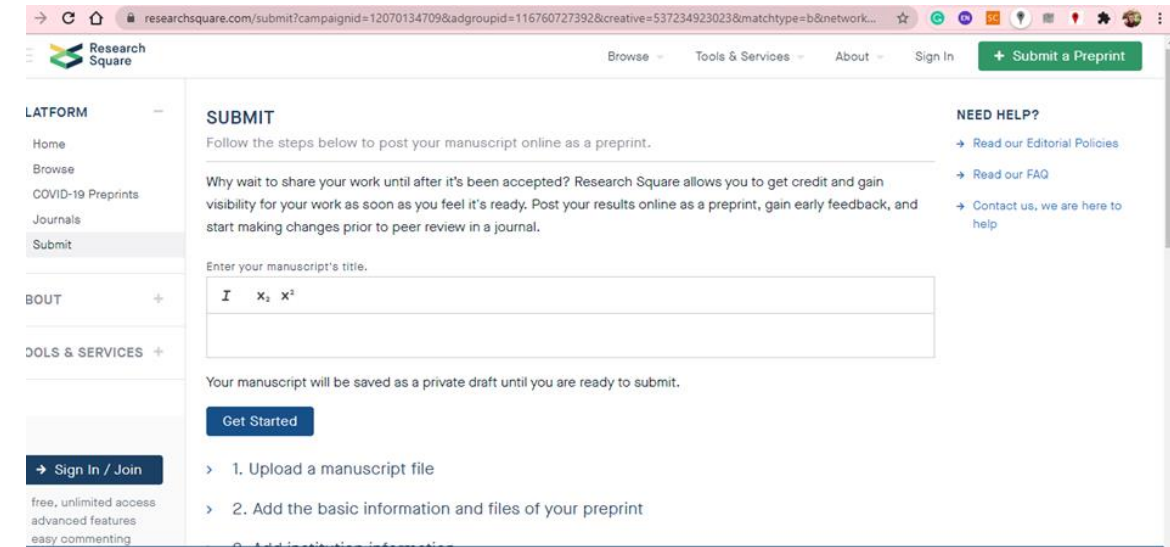 researchsquare.com/submit?campaignid=12070134709&adgroupid=116760727392&creative=537234923023&matchtype=b&network...
Research
Square
Browse
Tools & Services
About
Sign In
+ Submit a Preprint
LATFORM
Home
Browse
COVID-19 Preprints
Journals
Submit
BOUT
OOLS & SERVICES
→ Sign In / Join
free, unlimited access
advanced features
easy commenting
SUBMIT
Follow the steps below to post your manuscript online as a preprint.
Why wait to share your work until after it's been accepted? Research Square allows you to get credit and gain
visibility for your work as soon as you feel it's ready. Post your results online as a preprint, gain early feedback, and
start making changes prior to peer review in a journal.
Enter your manuscript's title.
I X₂ X²
Your manuscript will be saved as a private draft until you are ready to submit.
Get Started
1. Upload a manuscript file
2. Add the basic information and files of your preprint
3. Add institution information
NEED HELP?
→ Read our Editorial Policies
→ Read our FAQ
→ Contact us, we are here to
help